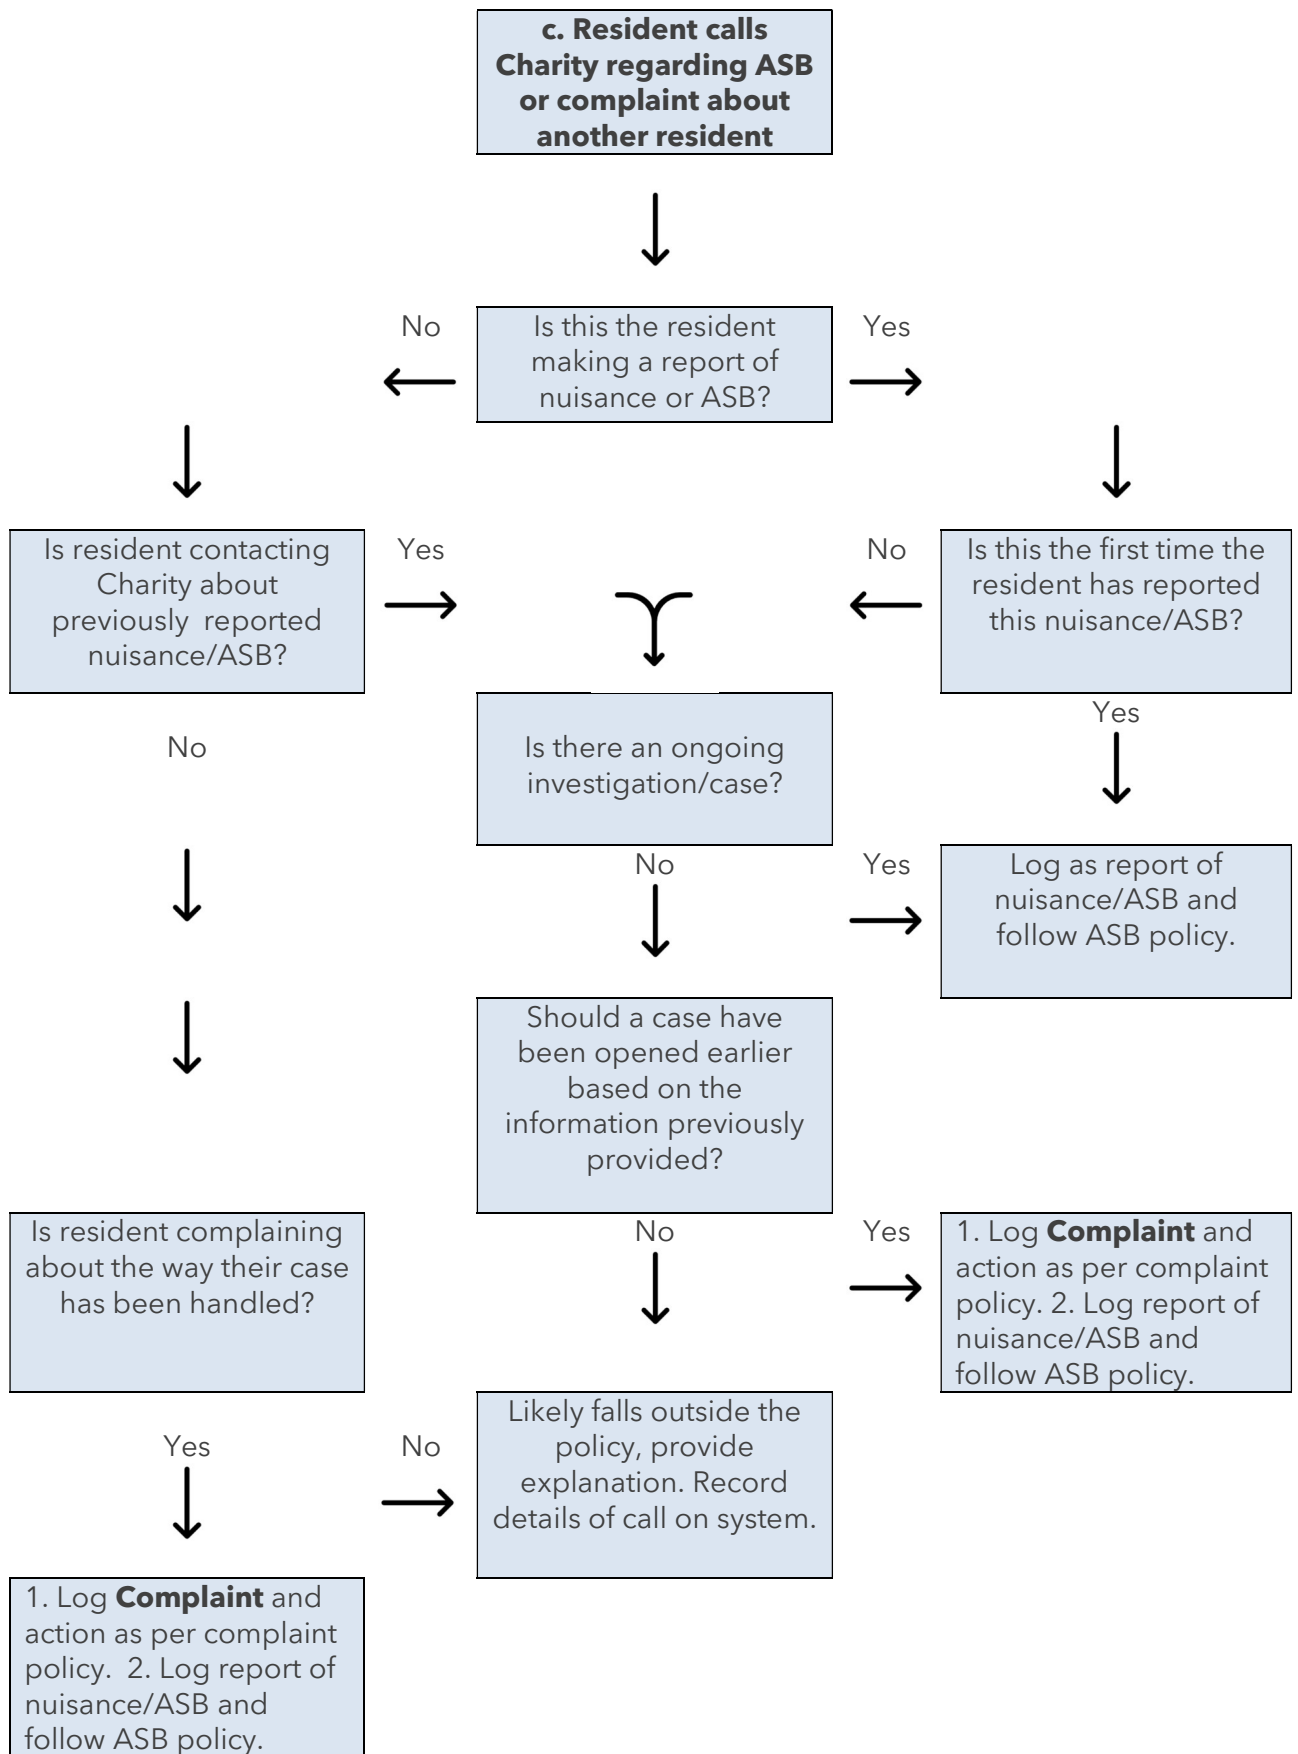 c. Resident calls
Charity regarding ASB
or complaint about
another resident
No
Is this the resident
making a report of
nuisance or ASB?
Yes
Is resident contacting
Charity about
previously  reported
nuisance/ASB?
Yes
No
Is this the first time the
resident has reported
this nuisance/ASB?
No
Is there an ongoing
investigation/case?
Yes
No
Yes
Log as report of
nuisance/ASB and
follow ASB policy.
Should a case have
been opened earlier
based on the
information previously
provided?
Is resident complaining
about the way their case
has been handled?
No
Yes
1. Log Complaint and
action as per complaint
policy. 2. Log report of
nuisance/ASB and
follow ASB policy.
Yes
No
Likely falls outside the
policy, provide
explanation. Record
details of call on system.
1. Log Complaint and
action as per complaint
policy.  2. Log report of
nuisance/ASB and
follow ASB policy.